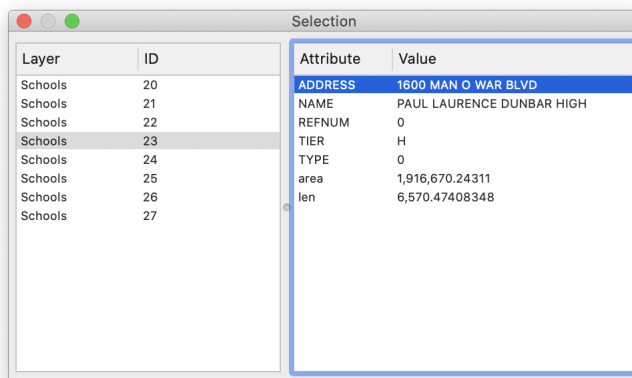 Selection
Layer ID
Schools 20
Schools 21
Schools 22
Schools 23
Schools 24
Schools 25
Schools 26
Schools 27
Attribute Value
ADDRESS 1600 MAN O WAR BLVD
NAME PAUL LAURENCE DUNBAR HIGH
REFNUM 0
TIER H
TYPE 0
area 1,916,670.24311
len 6,570.47408348